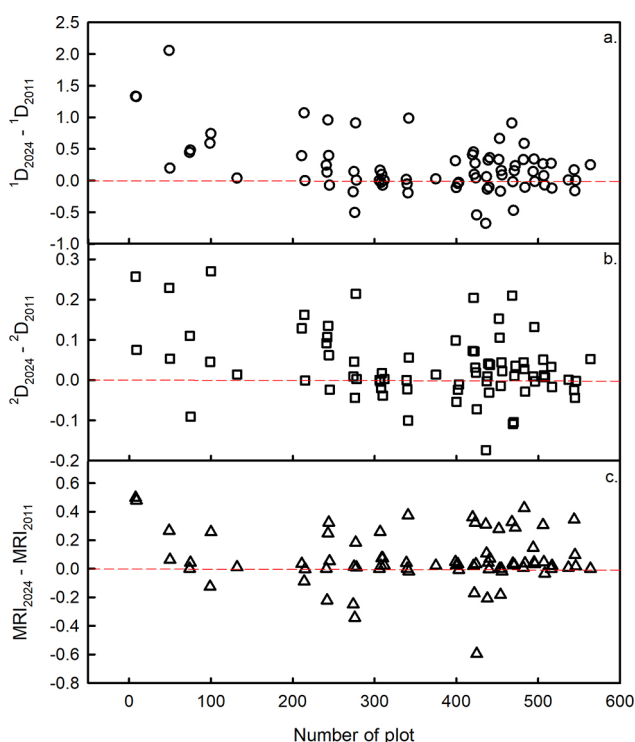 a.
2.5
2.0
1.5
1.0
0.5
0.0
-0.5
-1.0
¹D₂₀₂₄ - ¹D₂₀₁₁
b.
0.3
0.2
0.1
0.0
-0.1
-0.2
²D₂₀₂₄ - ²D₂₀₁₁
c.
0.6
0.4
0.2
0.0
-0.2
-0.4
-0.6
-0.8
MRI₂₀₂₄ - MRI₂₀₁₁
0 100 200 300 400 500 600
Number of plot